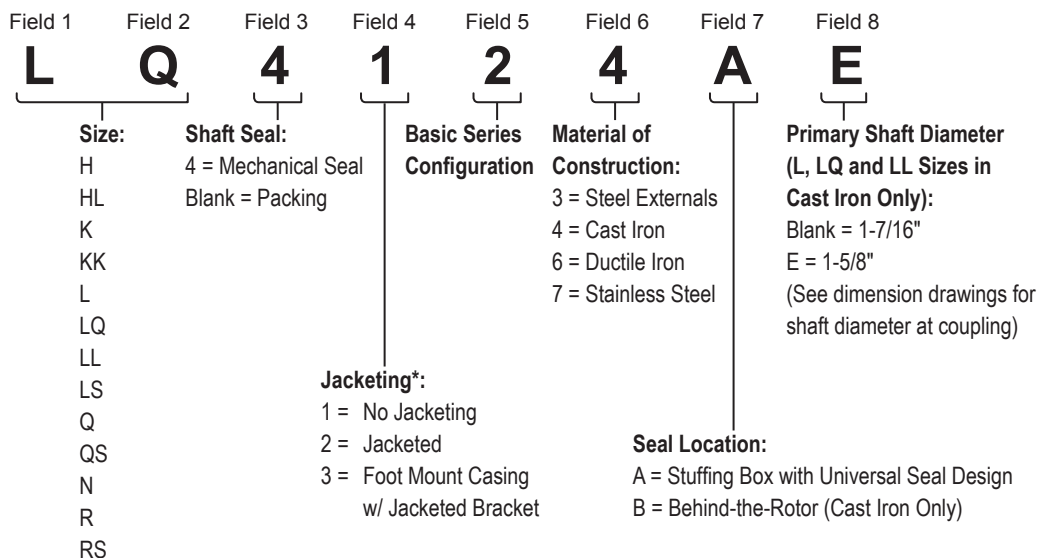 Field 1 Field 2 Field 3 Field 4 Field 5 Field 6 Field 7 Field 8
L Q 4 1 2 4 A E
Size:
H
HL
K
KK
L
LQ
LL
LS
Q
QS
N
R
RS
Shaft Seal:
4 = Mechanical Seal
Blank = Packing
Jacketing*:
1 = No Jacketing
2 = Jacketed
3 = Foot Mount Casing
w/ Jacketed Bracket
Basic Series
Configuration
Material of
Construction:
3 = Steel Externals
4 = Cast Iron
6 = Ductile Iron
7 = Stainless Steel
Seal Location:
A = Stuffing Box with Universal Seal Design
B = Behind-the-Rotor (Cast Iron Only)
Primary Shaft Diameter
(L, LQ and LL Sizes in
Cast Iron Only):
Blank = 1-7/16"
E = 1-5/8"
(See dimension drawings for
shaft diameter at coupling)